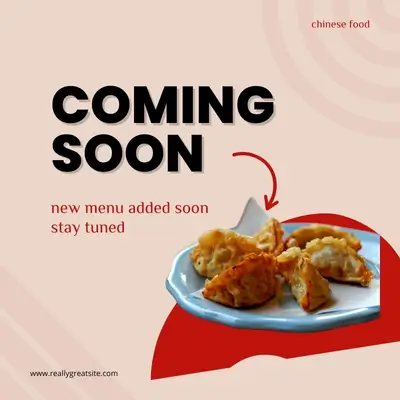 chinese food
COMING
SOON
new menu added soon
stay tuned
www.reallygreatsite.com